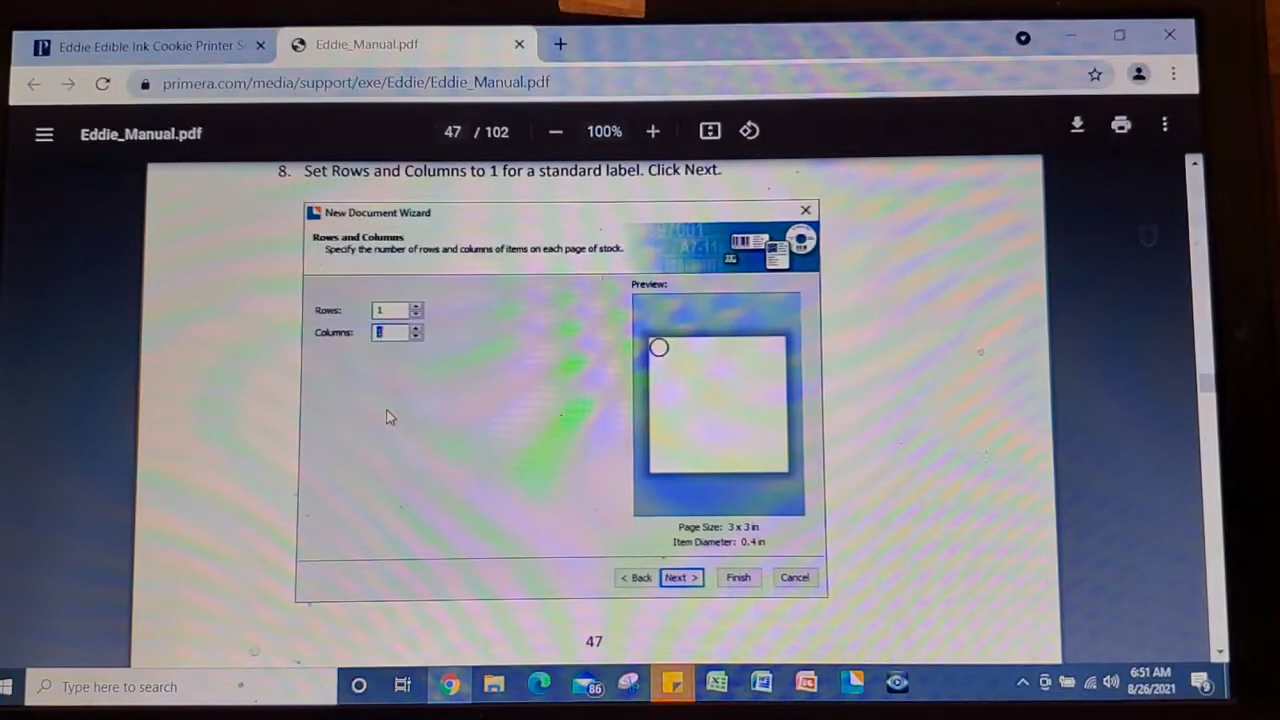 Eddie Edible Ink Cookie Printer S
Eddie_Manual.pdf
primera.com/media/support/exe/Eddie/Eddie_Manual.pdf
Eddie_Manual.pdf
47 / 102
100%
8. Set Rows and Columns to 1 for a standard label. Click Next.
New Document Wizard
Rows and Columns
Specify the number of rows and columns of items on each page of stock.
Preview:
Rows: 1
Columns:
Page Size: 3 x 3 in
Item Diameter: 0.4 in
< Back Next > Finish Cancel
47
Type here to search
86
6:51 AM
8/26/2021
9